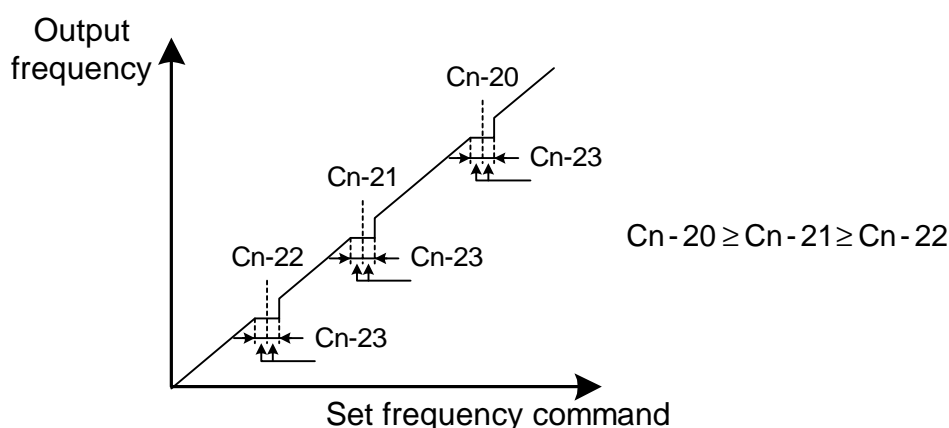 Output
frequency
Cn-20
Cn-23
Cn-21
Cn-20 ≥ Cn-21 ≥ Cn-22
Cn-22
Cn-23
Cn-23
Set frequency command